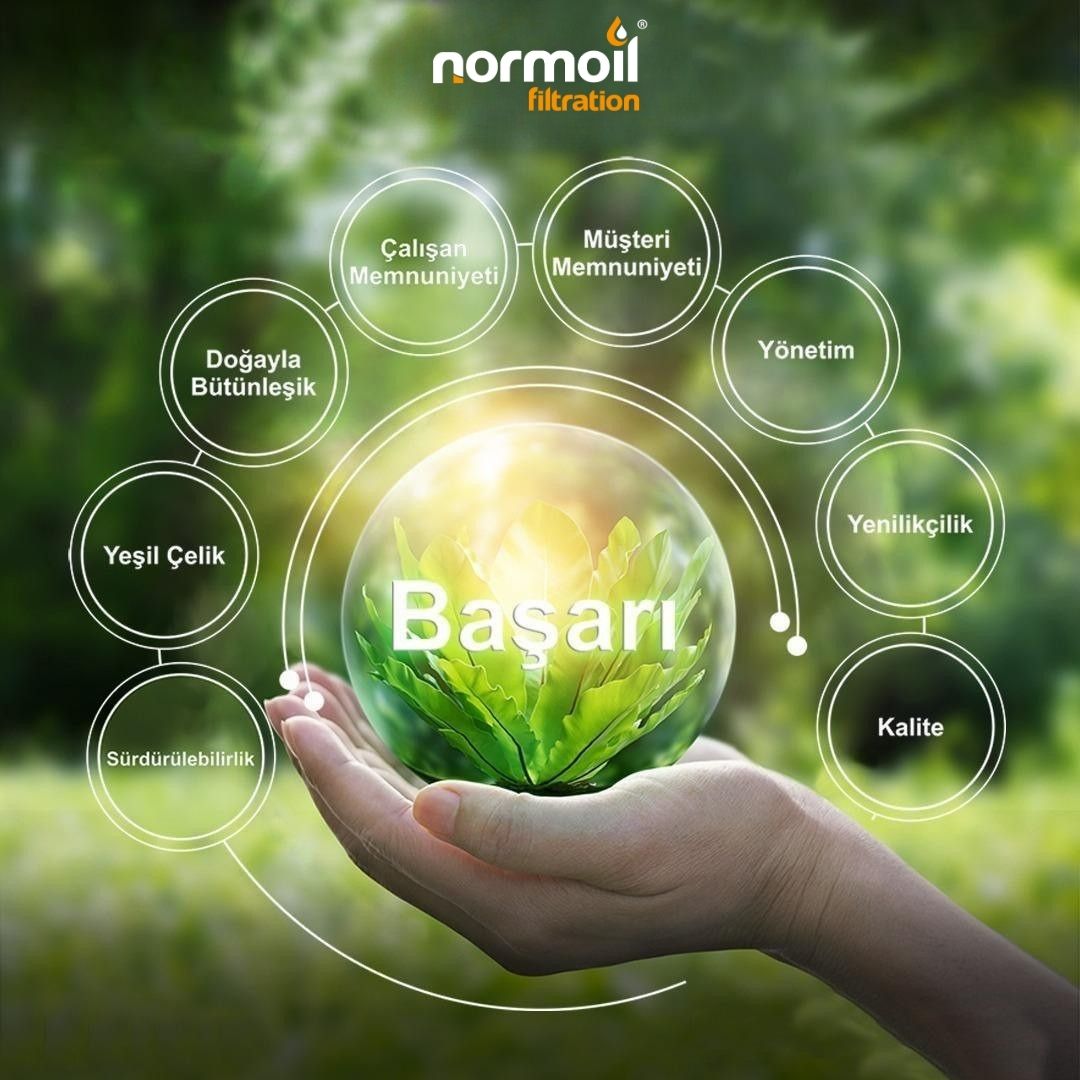 normoil®
filtration
Çalışan
Memnuniyeti
Müşteri
Memnuniyeti
Doğayla
Bütünleşik
Yönetim
Yeşil Çelik
Yenilikçilik
Başarı
Sürdürülebilirlik
Kalite